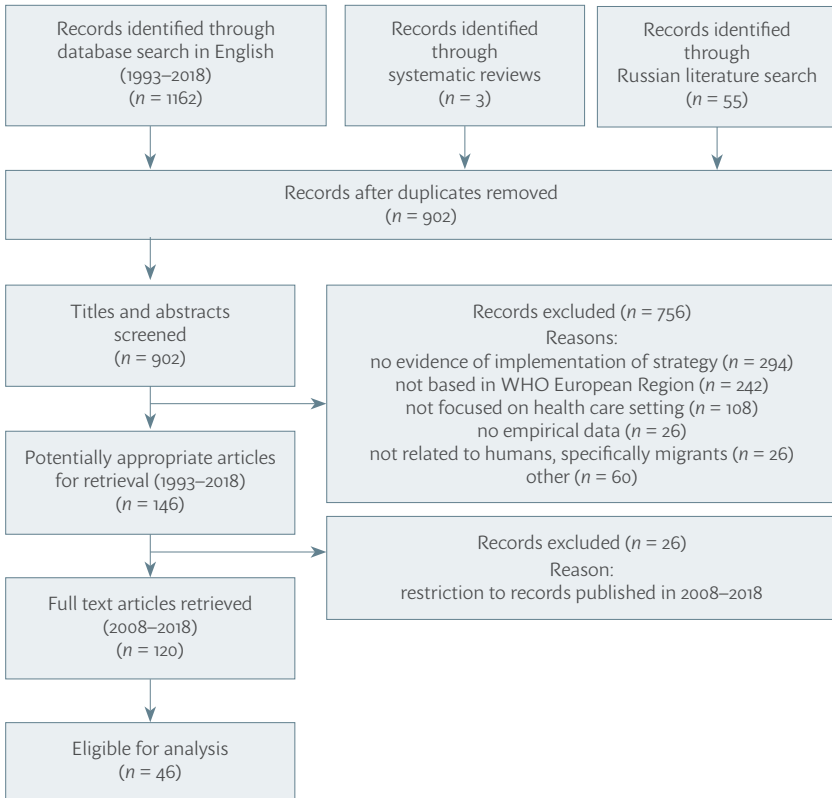 Records identified through
database search in English
(1993–2018)
(n = 1162)
Records identified
through
systematic reviews
(n = 3)
Records identified
through
Russian literature search
(n = 55)
Records after duplicates removed
(n = 902)
Titles and abstracts
screened
(n = 902)
Records excluded (n = 756)
Reasons:
no evidence of implementation of strategy (n = 294)
not based in WHO European Region (n = 242)
not focused on health care setting (n = 108)
no empirical data (n = 26)
not related to humans, specifically migrants (n = 26)
other (n = 60)
Potentially appropriate articles
for retrieval (1993–2018)
(n = 146)
Records excluded (n = 26)
Reason:
restriction to records published in 2008–2018
Full text articles retrieved
(2008–2018)
(n = 120)
Eligible for analysis
(n = 46)